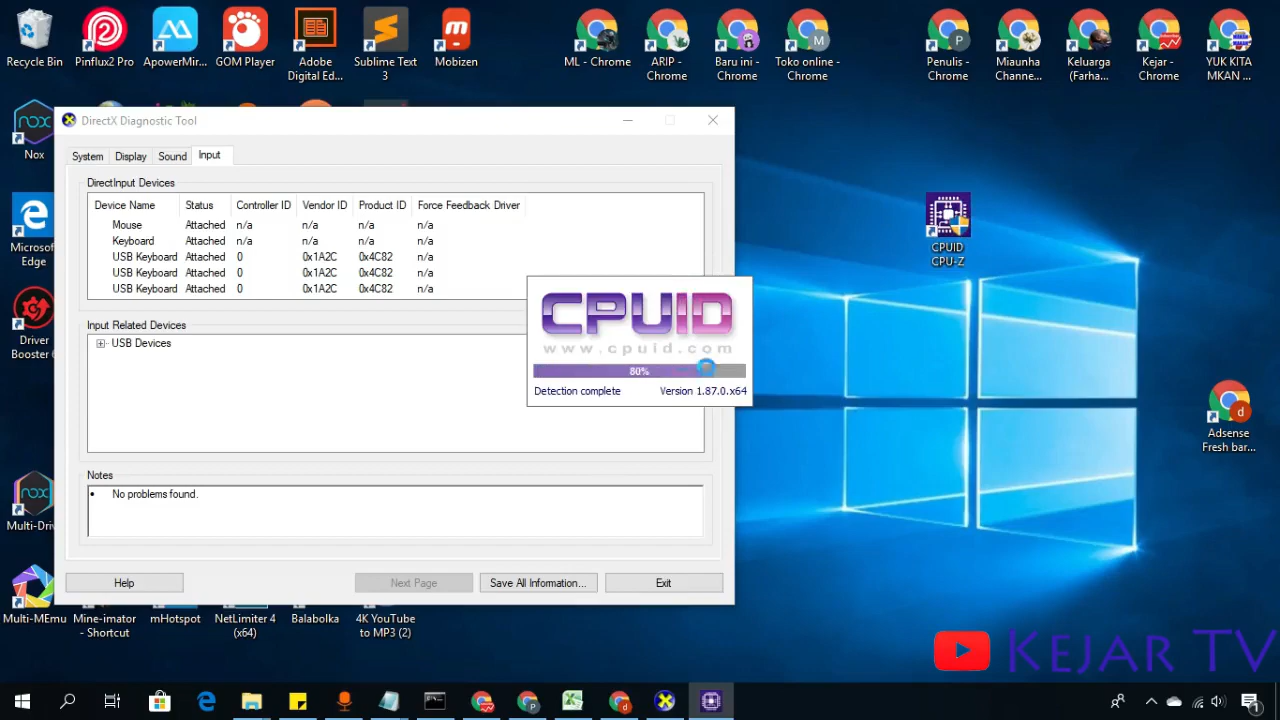 Recycle Bin
Pinflux2 Pro
ApowerMir...
GOM Player
Adobe
Digital Ed...
Sublime Text
3
Mobizen
ML - Chrome
ARIP -
Chrome
Baru ini -
Chrome
Toko online -
Chrome
M
P
Penulis -
Chrome
Miaunha
Channe...
Keluarga
(Farha...
Kejar -
Chrome
YUK KITA
MKAN ...
nox
Nox
Microsoft
Edge
Driver
Booster 6
nox
Multi-Driv
Multi-MEmu
Mine-imator
- Shortcut
mHotspot
NetLimiter 4
(x64)
Balabolka
4K YouTube
to MP3 (2)
DirectX Diagnostic Tool
System
Display
Sound
Input
DirectInput Devices
Device Name Status Controller ID Vendor ID Product ID Force Feedback Driver
Mouse Attached n/a n/a n/a n/a
Keyboard Attached n/a n/a n/a n/a
USB Keyboard Attached 0 0x1A2C 0x4C82 n/a
USB Keyboard Attached 0 0x1A2C 0x4C82 n/a
USB Keyboard Attached 0 0x1A2C 0x4C82 n/a
Input Related Devices
USB Devices
Notes
No problems found.
Help
Next Page
Save All Information...
Exit
CPUID
www.cpuid.com
80%
Detection complete Version 1.87.0.x64
CPUID
CPU-Z
d
Adsense
Fresh bar...
Kejar TV
P
d
1